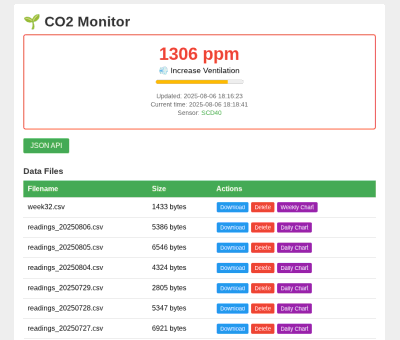 🌱 CO2 Monitor
1306 ppm
💨 Increase Ventilation
Updated: 2025-08-06 18:16:23
Current time: 2025-08-06 18:18:41
Sensor: SCD40
JSON API
Data Files
Filename Size Actions
week32.csv 1433 bytes Download Delete Weekly Chart
readings_20250806.csv 5386 bytes Download Delete Daily Chart
readings_20250805.csv 6546 bytes Download Delete Daily Chart
readings_20250804.csv 4324 bytes Download Delete Daily Chart
readings_20250729.csv 2805 bytes Download Delete Daily Chart
readings_20250728.csv 5347 bytes Download Delete Daily Chart
readings_20250727.csv 6921 bytes Download Delete Daily Chart